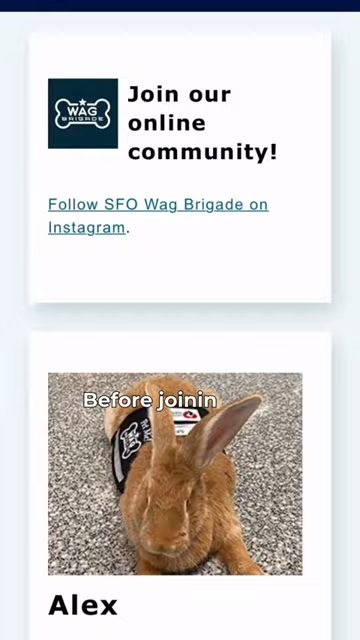 WAG
BRIGADE
Join our
online
community!
Follow SFO Wag Brigade on
Instagram.
Before joinin
Alex